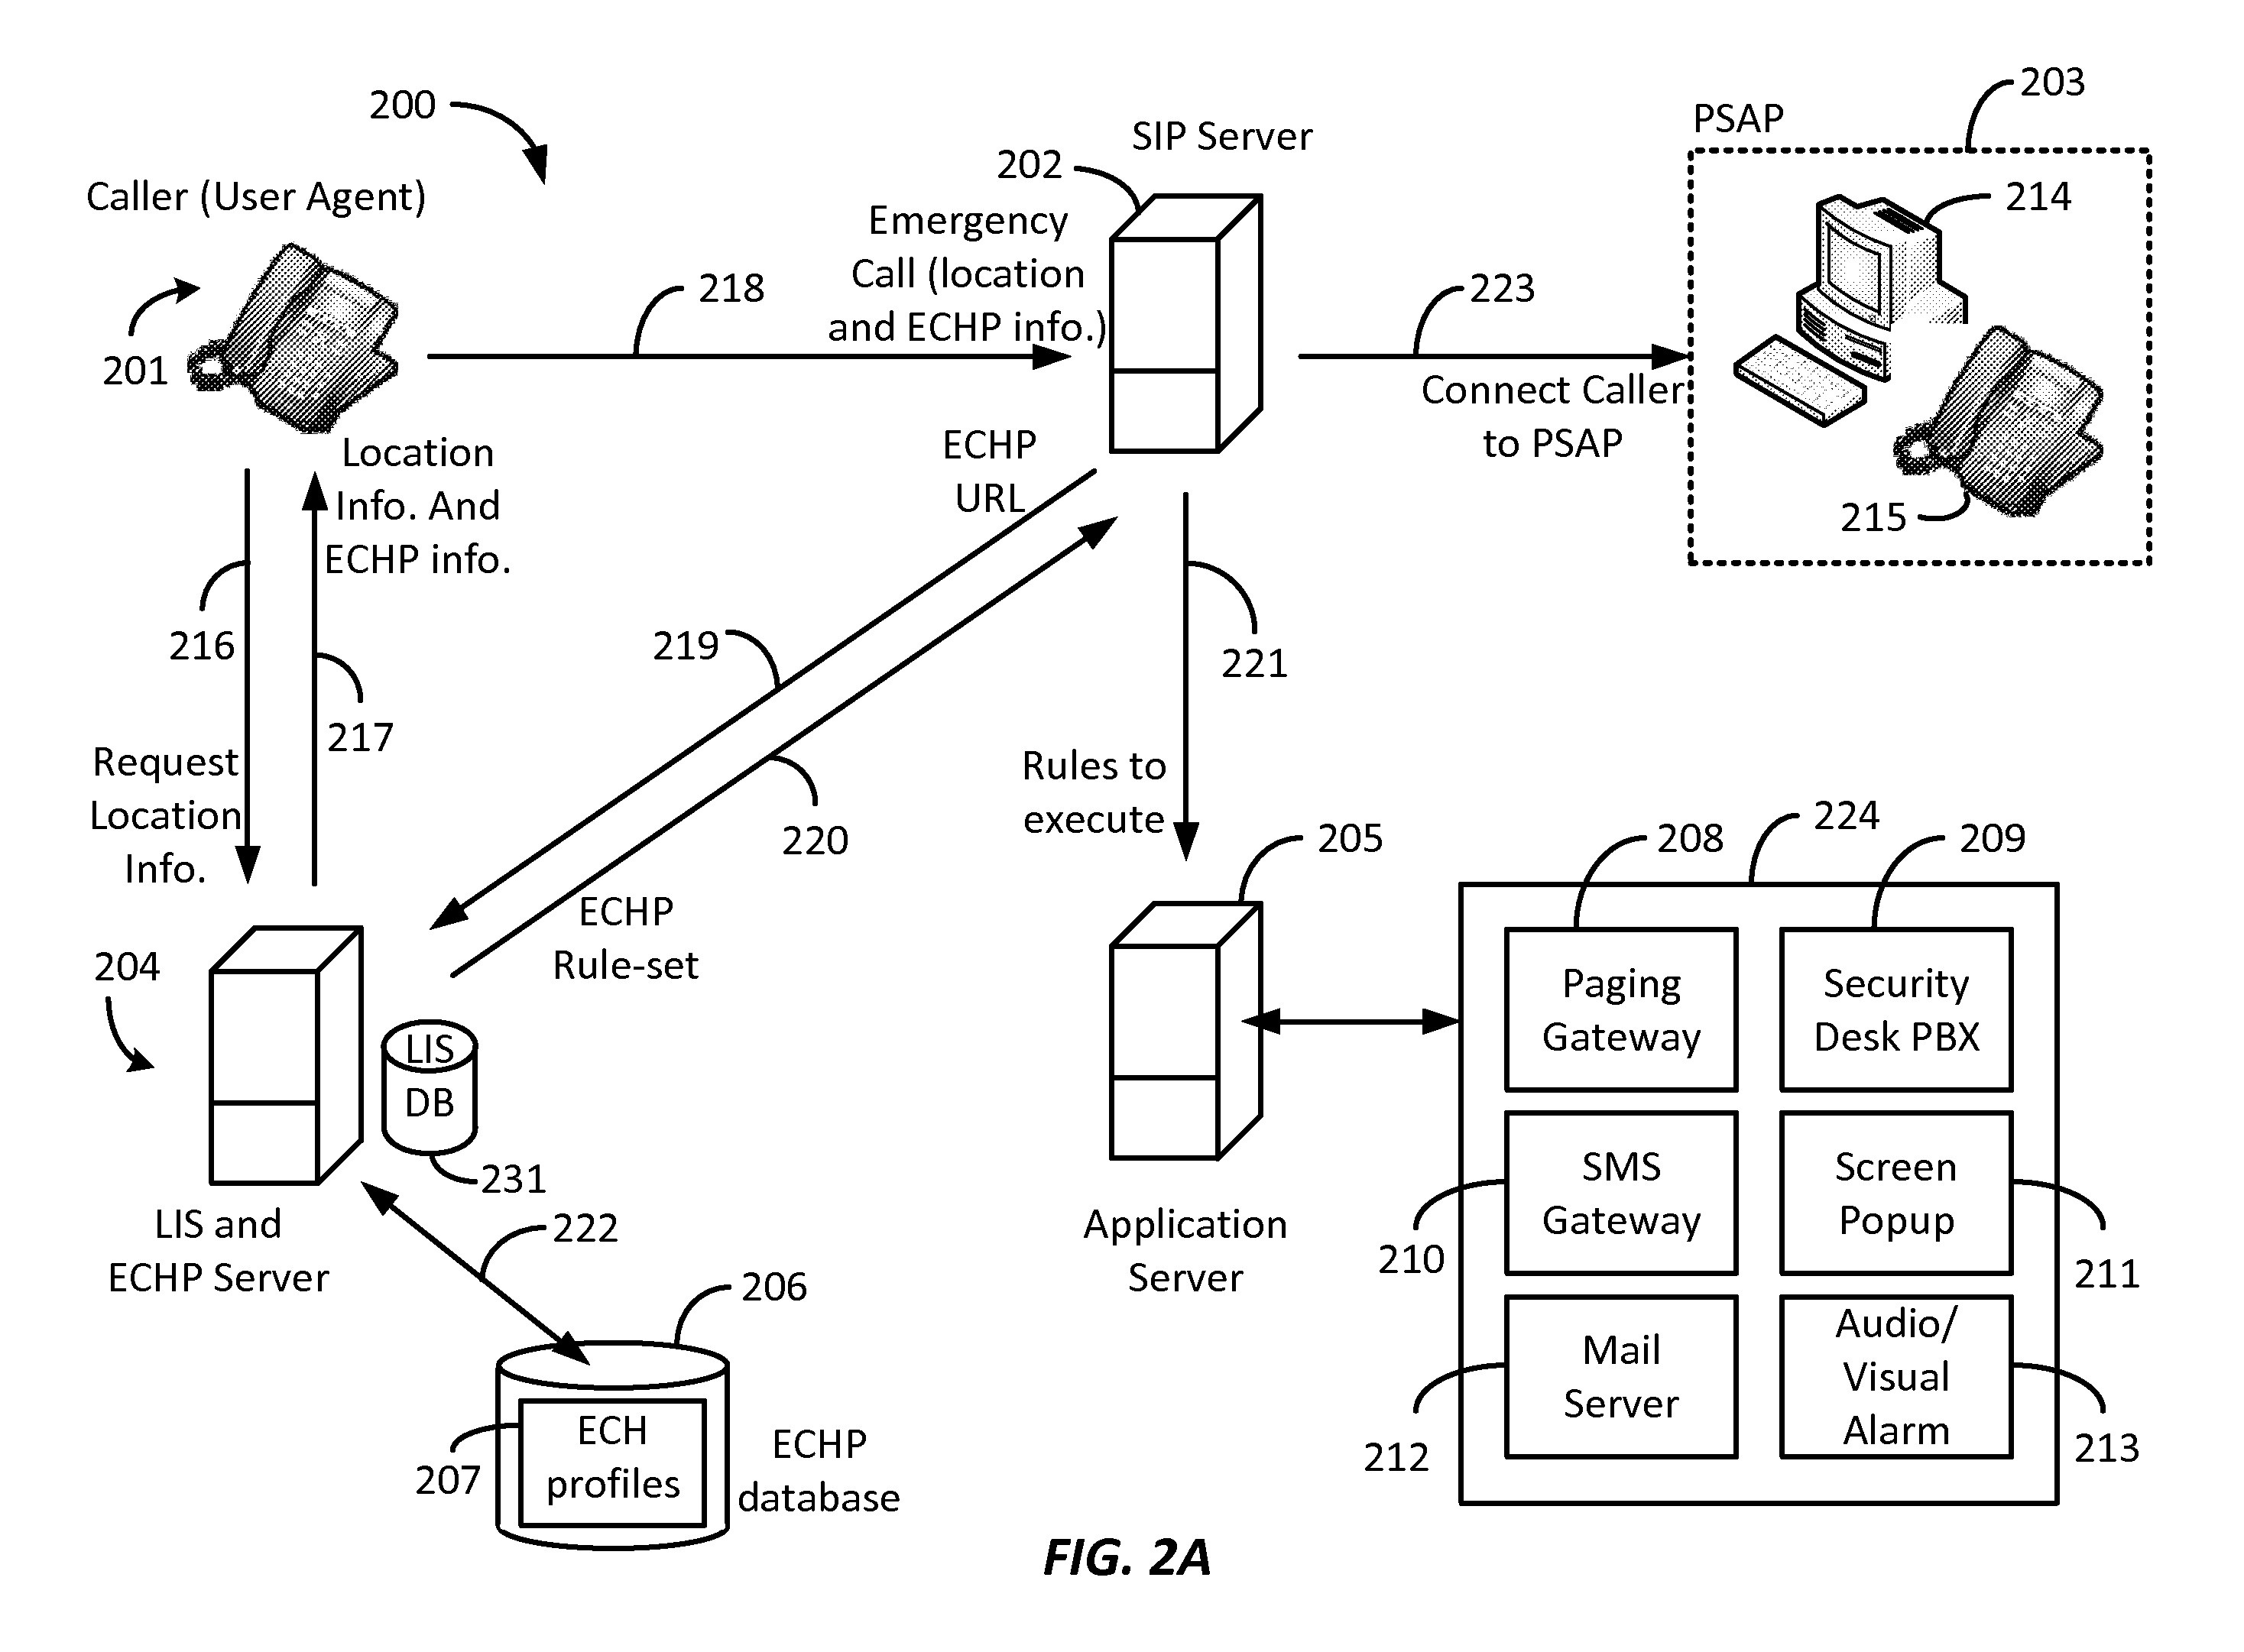 200
203
PSAP
SIP Server
202
214
Caller (User Agent)
Emergency
Call (location
and ECHP info.)
218
223
201
Connect Caller
to PSAP
215
Location
Info. And
ECHP info.
ECHP
URL
216
219
221
217
Request
Location
Info.
Rules to
execute
220
205
224
208
209
ECHP
Rule-set
204
Paging
Gateway
Security
Desk PBX
LIS
DB
231
SMS
Gateway
Screen
Popup
LIS and
ECHP Server
222
Application
Server
210
211
206
Mail
Server
Audio/
Visual
Alarm
ECH
profiles
207
ECHP
database
212
213
FIG. 2A